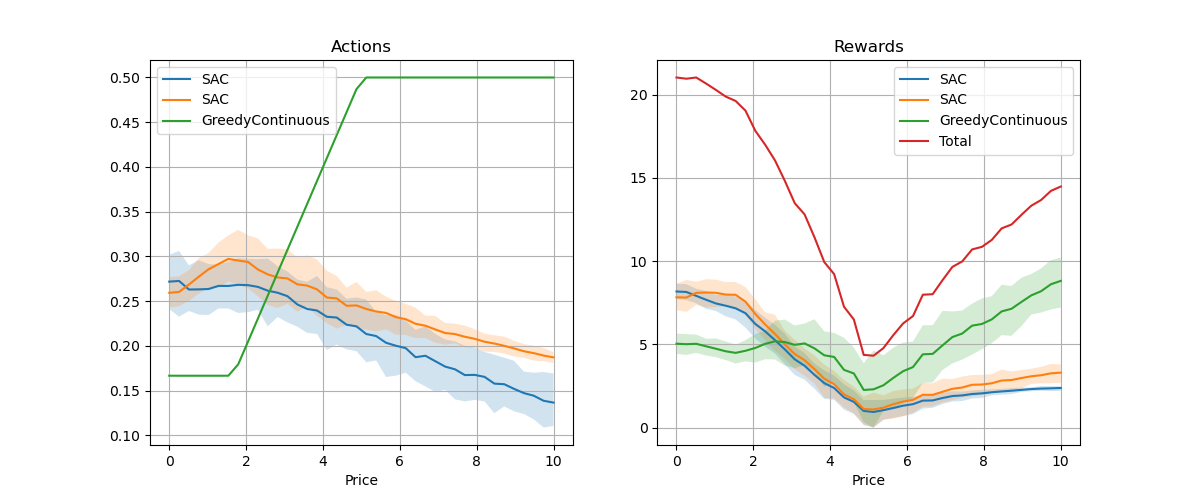 Actions
SAC
SAC
GreedyContinuous
0.50
0.45
0.40
0.35
0.30
0.25
0.20
0.15
0.10
0 2 4 6 8 10
Price
Rewards
SAC
SAC
GreedyContinuous
Total
20
15
10
5
0
0 2 4 6 8 10
Price